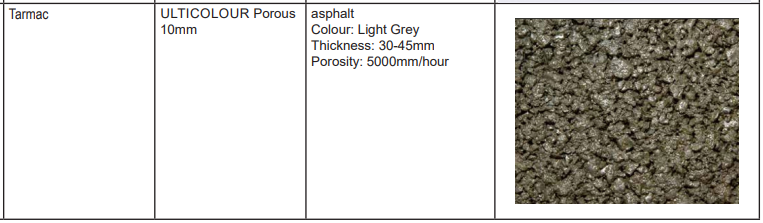 Tarmac
ULTICOLOUR Porous
10mm
asphalt
Colour: Light Grey
Thickness: 30-45mm
Porosity: 5000mm/hour